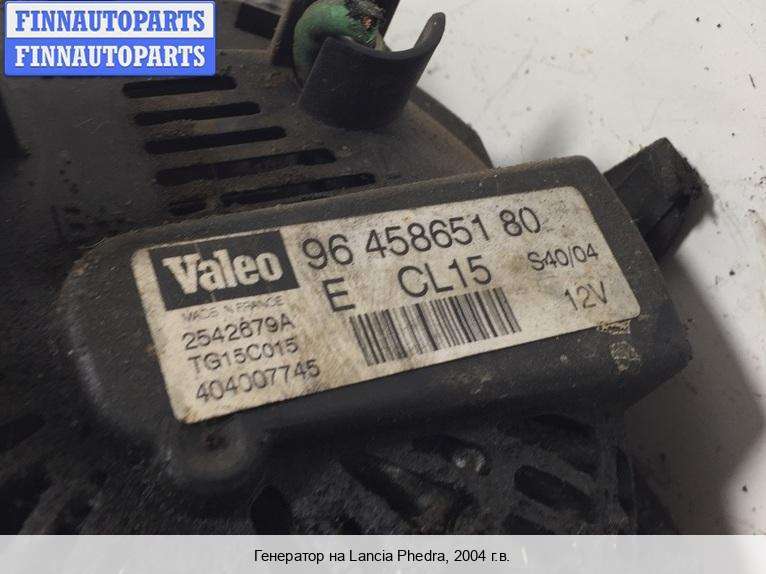 FINNAUTOPARTS
FINNAUTOPARTS
Valeo
96 458651 80
E CL15 S40/04
12V
MADE IN FRANCE
2542679A
TG15C015
404007745
Генератор на Lancia Phedra, 2004 г.в.